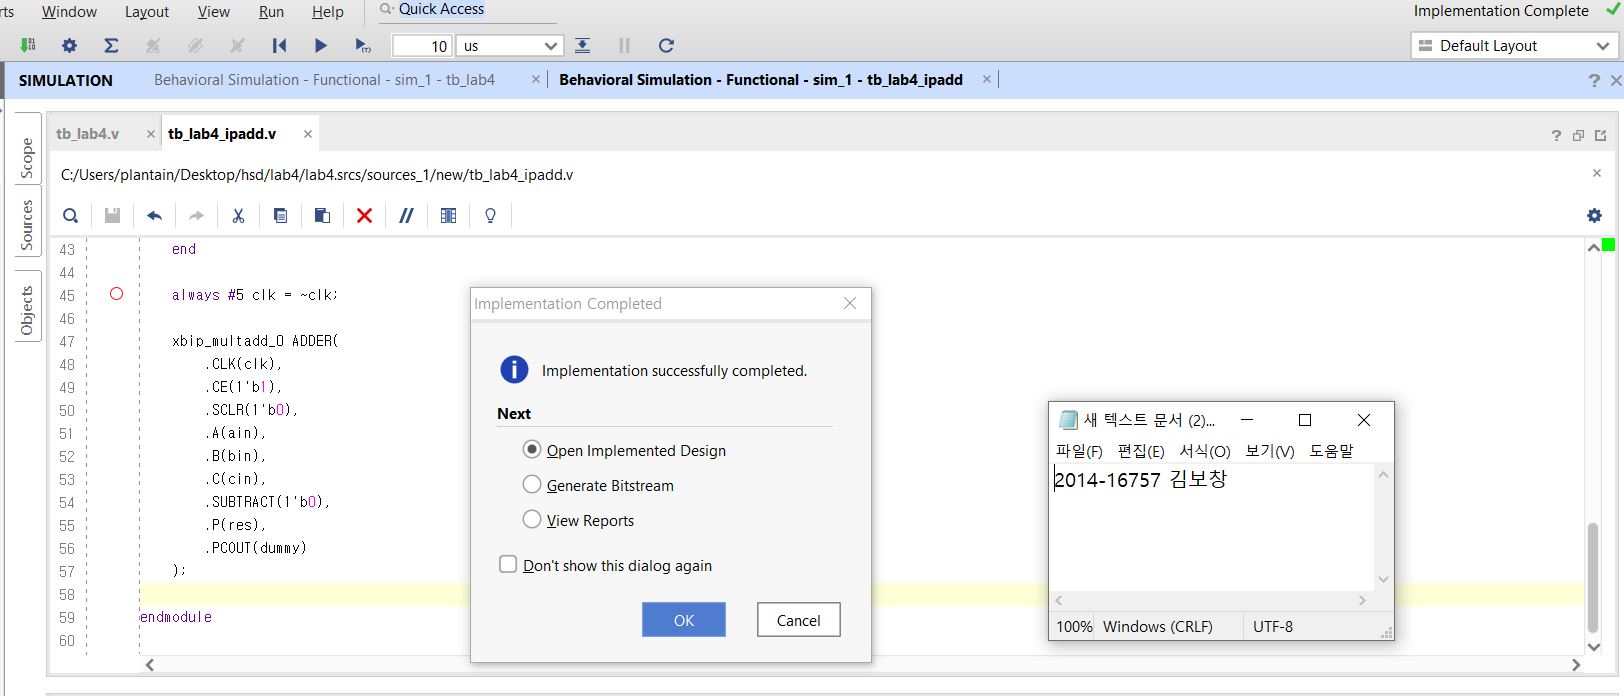 rts Window Layout View Run Help Quick Access Implementation Complete
10 us Default Layout
SIMULATION Behavioral Simulation - Functional - sim_1 - tb_lab4 Behavioral Simulation - Functional - sim_1 - tb_lab4_ipadd
Scope
Sources
Objects
tb_lab4.v tb_lab4_ipadd.v
C:/Users/plantain/Desktop/hsd/lab4/lab4.srcs/sources_1/new/tb_lab4_ipadd.v
43 end
44
45 always #5 clk = ~clk;
46
47 xbip_multadd_0 ADDER(
48 .CLK(clk),
49 .CE(1'b1),
50 .SCLR(1'b0),
51 .A(ain),
52 .B(bin),
53 .C(cin),
54 .SUBTRACT(1'b0),
55 .P(res),
56 .PCOUT(dummy)
57 );
58
59 endmodule
60
Implementation Completed
Implementation successfully completed.
Next
Open Implemented Design
Generate Bitstream
View Reports
Don't show this dialog again
OK Cancel
새 텍스트 문서 (2)...
파일(F) 편집(E) 서식(O) 보기(V) 도움말
2014-16757 김보창
100% Windows (CRLF) UTF-8